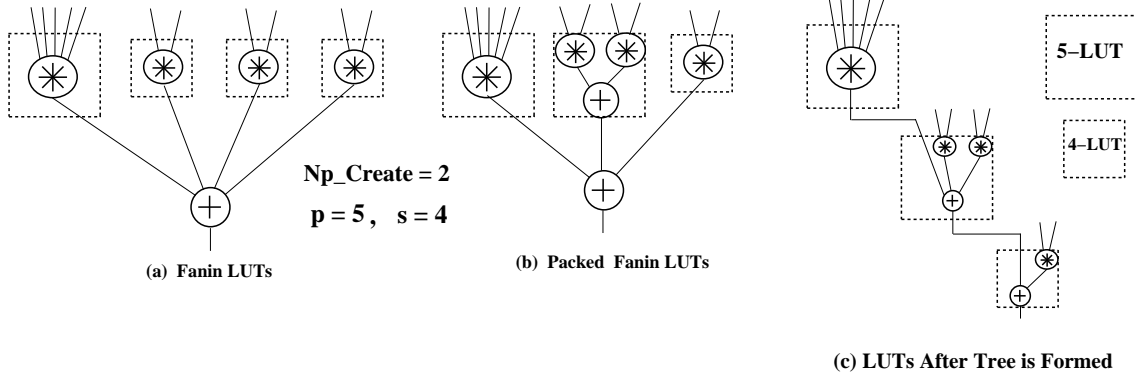 5-LUT
4-LUT
Np_Create = 2
p = 5 , s = 4
(a) Fanin LUTs
(b) Packed Fanin LUTs
(c) LUTs After Tree is Formed